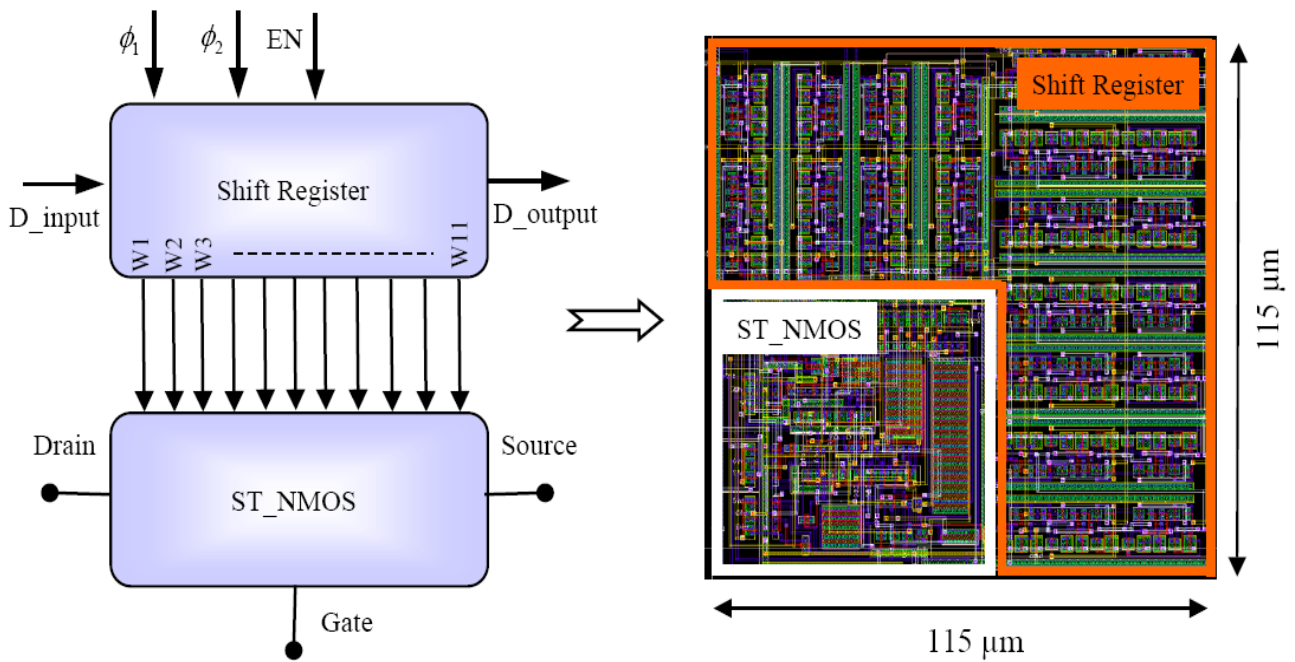 ϕ1
ϕ2
EN
Shift Register
D_input
D_output
W1
W2
W3
W11
Drain
Source
ST_NMOS
Gate
Shift Register
ST_NMOS
115 μm
115 μm